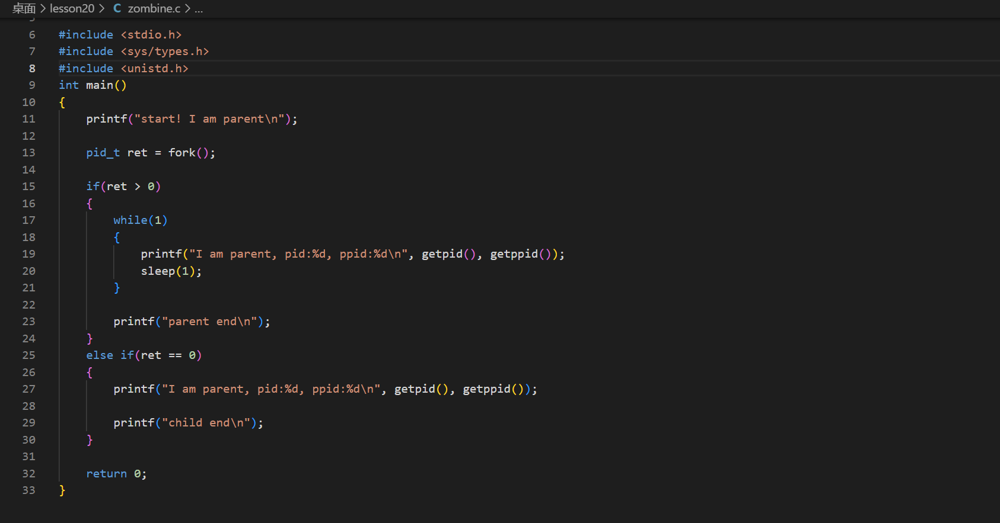 桌面 > lesson20 > C zombine.c > ...
5
6 #include <stdio.h>
7 #include <sys/types.h>
8 #include <unistd.h>
9 int main()
10 {
11     printf("start! I am parent\n");
12
13     pid_t ret = fork();
14
15     if(ret > 0)
16     {
17         while(1)
18         {
19             printf("I am parent, pid:%d, ppid:%d\n", getpid(), getppid());
20             sleep(1);
21         }
22
23         printf("parent end\n");
24     }
25     else if(ret == 0)
26     {
27         printf("I am parent, pid:%d, ppid:%d\n", getpid(), getppid());
28
29         printf("child end\n");
30     }
31
32     return 0;
33 }